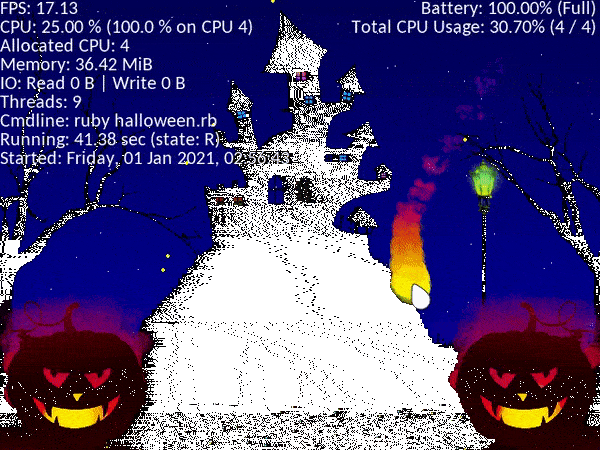 FPS: 17.13
Battery: 100.00% (Full)
CPU: 25.00 % (100.0 % on CPU 4)
Total CPU Usage: 30.70% (4 / 4)
Allocated CPU: 4
Memory: 36.42 MiB
IO: Read 0 B | Write 0 B
Threads: 9
Cmdline: ruby halloween.rb
Running: 41.38 sec (state: R)
Started: Friday, 01 Jan 2021,